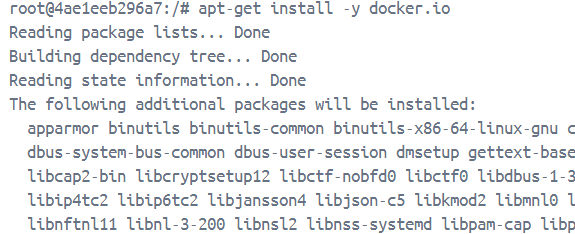 root@4ae1eeb296a7:/# apt-get install -y docker.io
Reading package lists... Done
Building dependency tree... Done
Reading state information... Done
The following additional packages will be installed:
apparmor binutils binutils-common binutils-x86-64-linux-gnu c
dbus-system-bus-common dbus-user-session dmsetup gettext-base
libcap2-bin libcryptsetup12 libctf-nobfd0 libctf0 libdbus-1-3
libip4tc2 libip6tc2 libjansson4 libjson-c5 libkmod2 libmnl0 l
libnftnl11 libnl-3-200 libnsl2 libnss-systemd libpam-cap libp